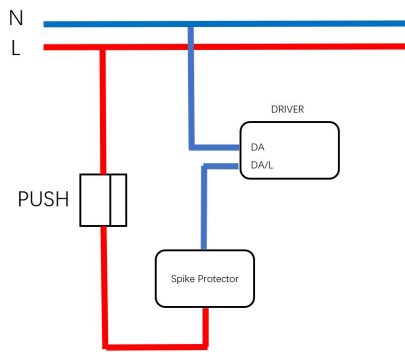 N
L
DRIVER
DA
DA/L
PUSH
Spike Protector